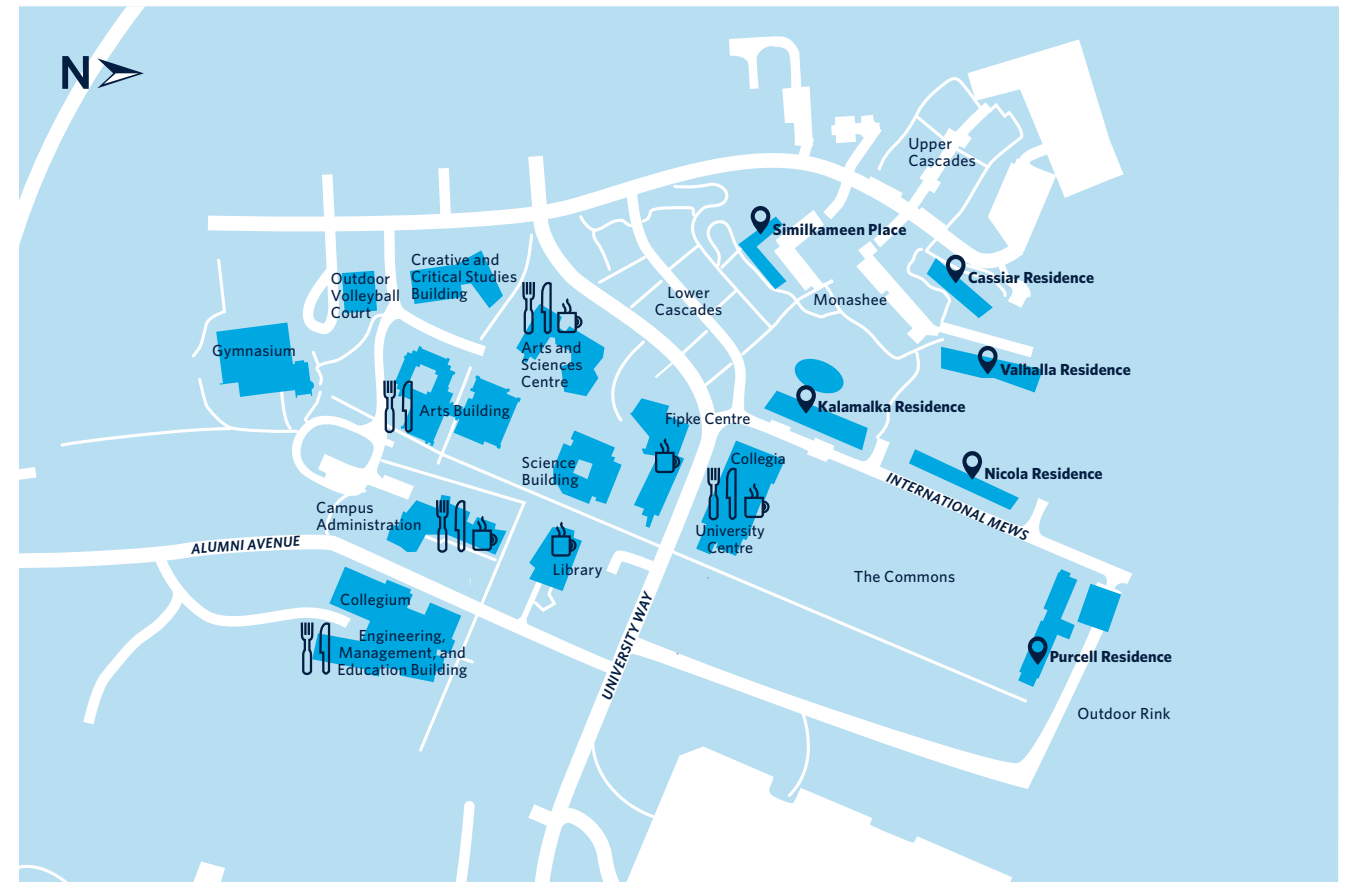 N
Upper
Cascades
Similkameen Place
Creative and
Critical Studies
Building
Outdoor
Volleyball
Court
Cassiar Residence
Lower
Cascades
Monashee
Gymnasium
Arts and
Sciences
Centre
Valhalla Residence
Arts Building
Fipke Centre
Kalamalka Residence
Science
Building
Collegia
Nicola Residence
INTERNATIONAL MEWS
Campus
Administration
University
Centre
ALUMNI AVENUE
Library
The Commons
Collegium
UNIVERSITY WAY
Engineering,
Management, and
Education Building
Purcell Residence
Outdoor Rink